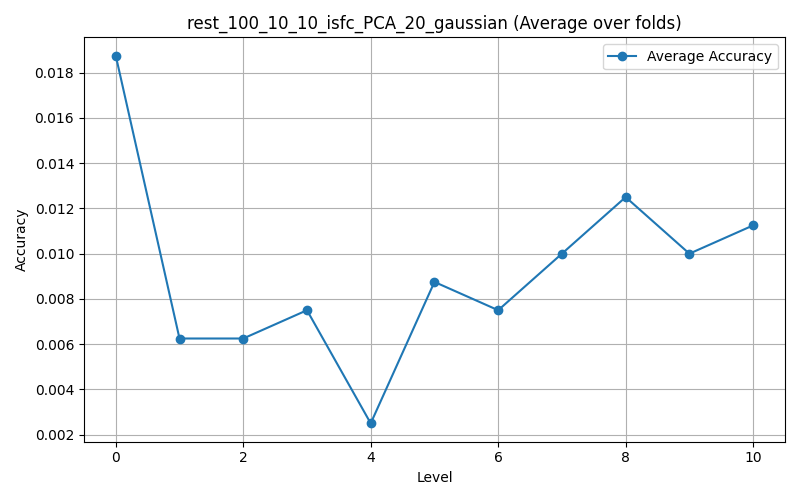 rest_100_10_10_isfc_PCA_20_gaussian (Average over folds)
Average Accuracy
Accuracy
0.018
0.016
0.014
0.012
0.010
0.008
0.006
0.004
0.002
0 2 4 6 8 10
Level